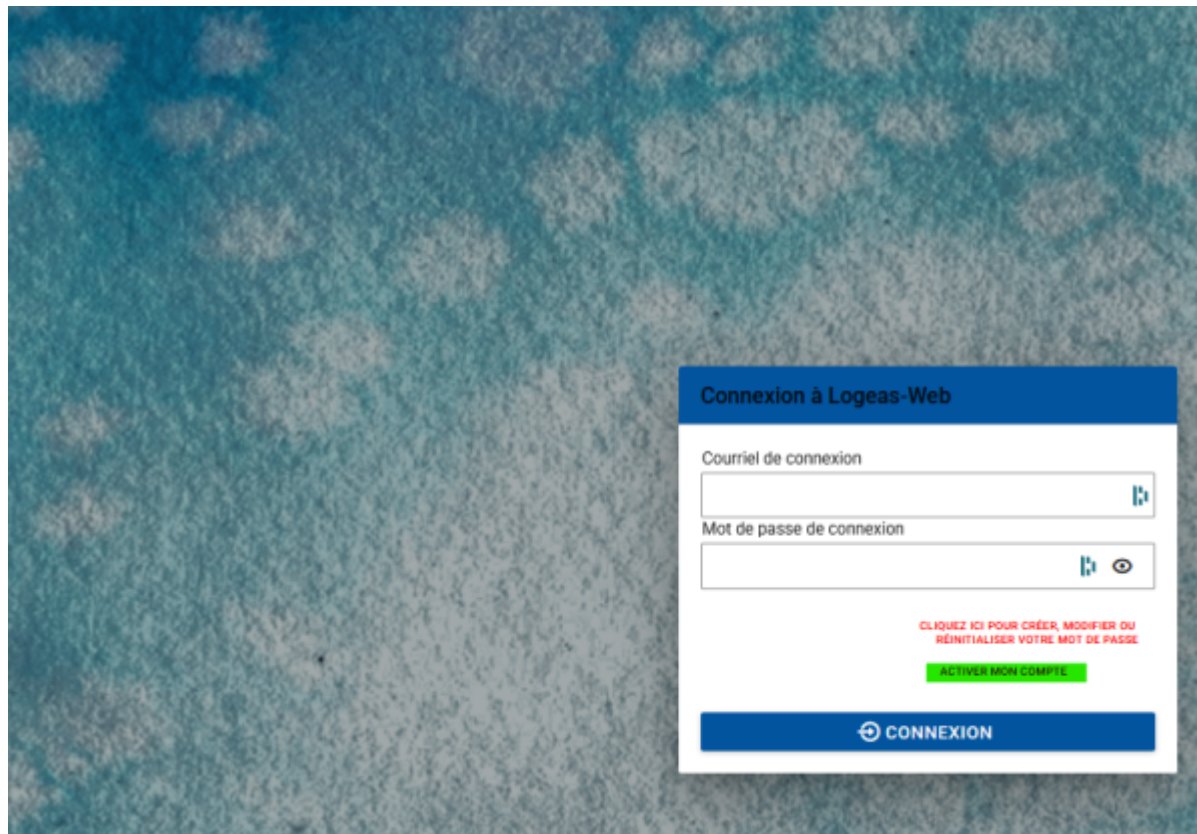 Connexion à Logeas-Web
Courriel de connexion
Mot de passe de connexion
CLIQUEZ ICI POUR CRÉER, MODIFIER OU
RÉINITIALISER VOTRE MOT DE PASSE
ACTIVER MON COMPTE
CONNEXION